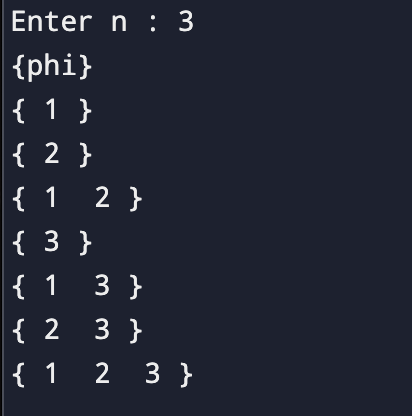 Enter n : 3
{phi}
{ 1 }
{ 2 }
{ 1  2 }
{ 3 }
{ 1  3 }
{ 2  3 }
{ 1  2  3 }